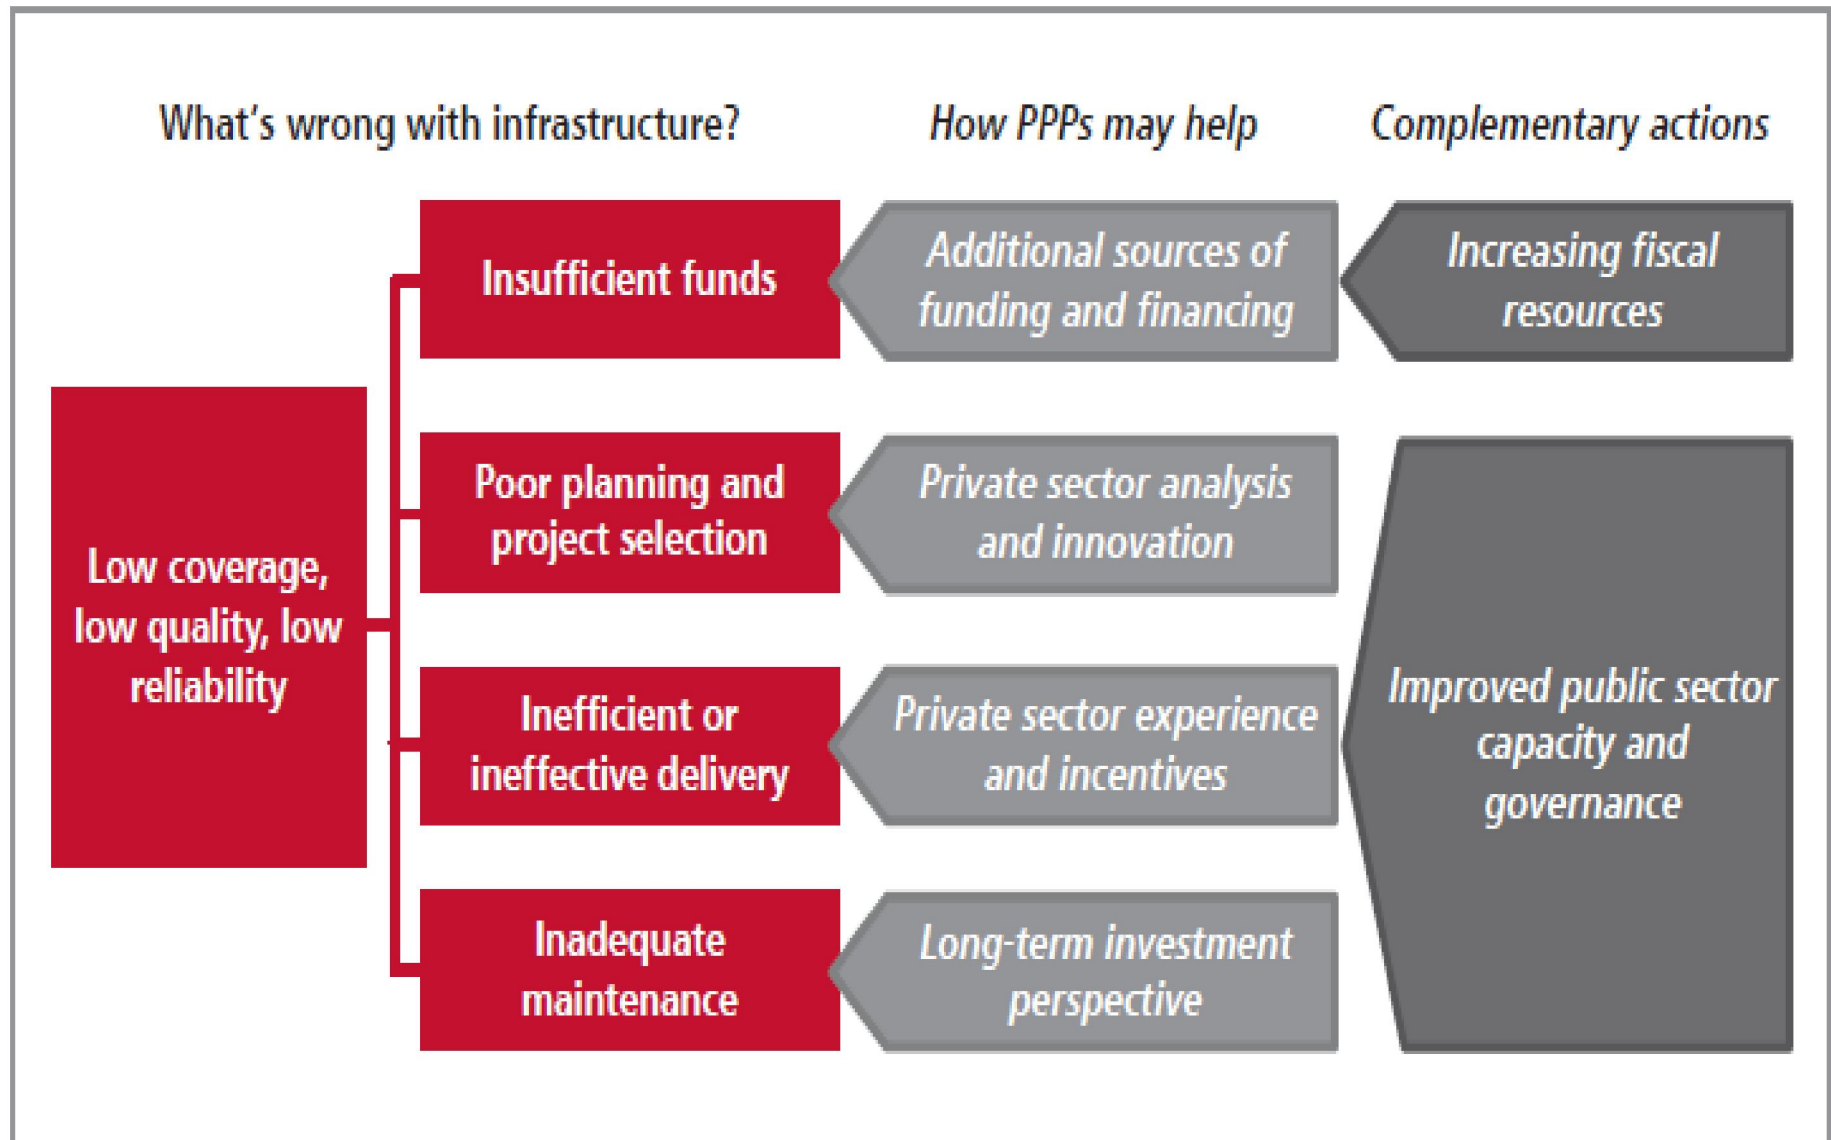 What's wrong with infrastructure?
How PPPs may help
Complementary actions
Low coverage,
low quality, low
reliability
Insufficient funds
Additional sources of
funding and financing
Increasing fiscal
resources
Poor planning and
project selection
Private sector analysis
and innovation
Inefficient or
ineffective delivery
Private sector experience
and incentives
Inadequate
maintenance
Long-term investment
perspective
Improved public sector
capacity and
governance